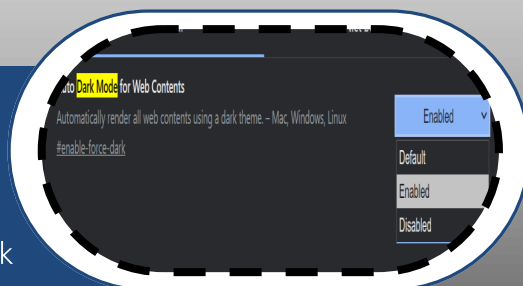 Auto Dark Mode for Web Contents
Automatically render all web contents using a dark theme. – Mac, Windows, Linux
#enable-force-dark
Enabled
Default
Enabled
Disabled